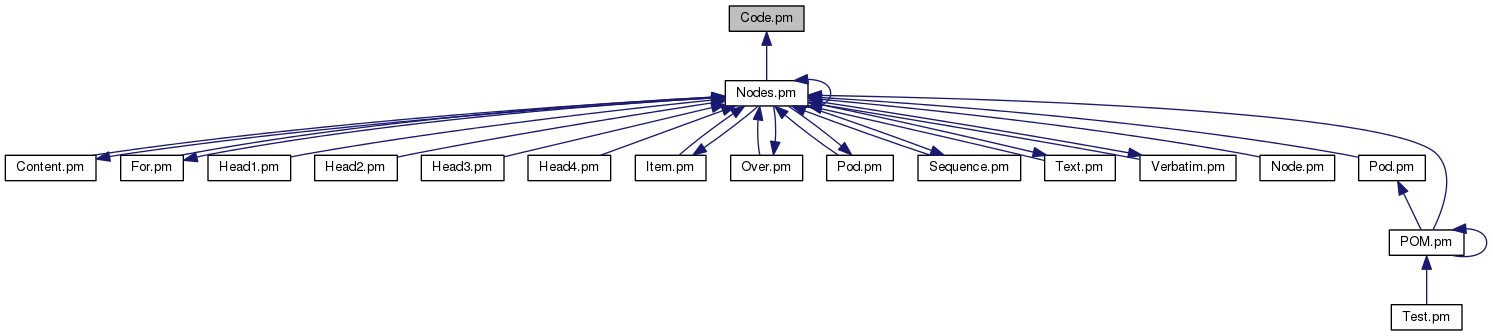 Code.pm
Nodes.pm
Content.pm
For.pm
Head1.pm
Head2.pm
Head3.pm
Head4.pm
Item.pm
Over.pm
Pod.pm
Sequence.pm
Text.pm
Verbatim.pm
Node.pm
Pod.pm
POM.pm
Test.pm